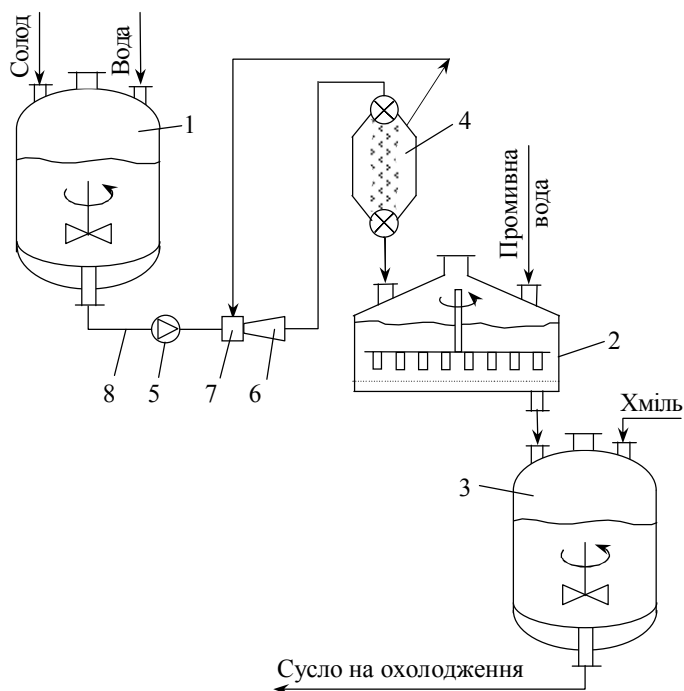 Солод
Вода
1
4
Промивна
вода
2
8
5
7
6
Хміль
3
Сусло на охолодження